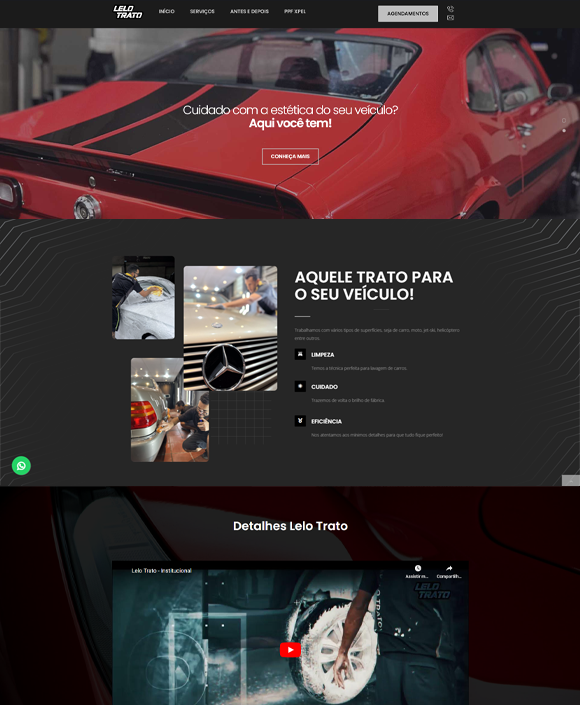 LELO
TRATO
INÍCIO
SERVIÇOS
ANTES E DEPOIS
PPF XPEL
AGENDAMENTOS
Cuidado com a estética do seu veículo?
Aqui você tem!
CONHEÇA MAIS
AQUELE TRATO PARA
O SEU VEÍCULO!
Trabalhamos com vários tipos de superfícies, seja de carro, moto, jet-ski, helicóptero
entre outros.
LIMPEZA
Temos a técnica perfeita para lavagem de carros.
CUIDADO
Trazemos de volta o brilho de fábrica.
EFICIÊNCIA
Nos atentamos aos mínimos detalhes para que tudo fique perfeito!
Detalhes Lelo Trato
Lelo Trato - Institucional
Assistir m...
Compartilh...
LELO
TRATO